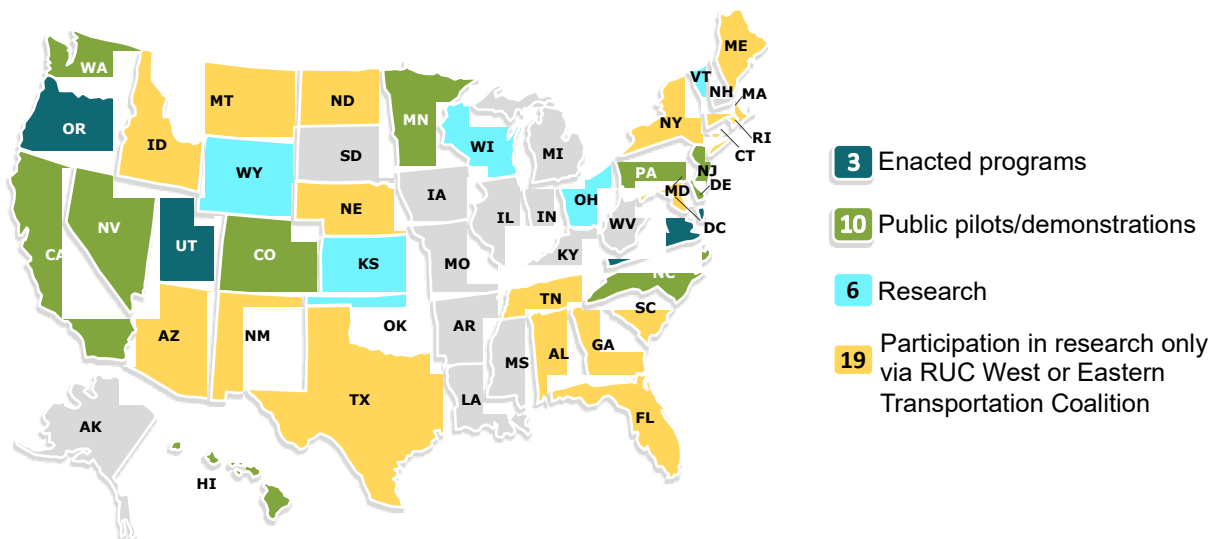 ME
WA
VT
NH
MA
MT
ND
MN
OR
NY
RI
ID
SD
WI
MI
CT
WY
PA
NJ
DE
IA
MD
NE
OH
IL
IN
WV
DC
NV
UT
CO
CA
KS
MO
KY
NC
TN
SC
AZ
NM
OK
AR
GA
MS
AL
TX
LA
FL
AK
HI
3 Enacted programs
10 Public pilots/demonstrations
6 Research
19 Participation in research only
via RUC West or Eastern
Transportation Coalition